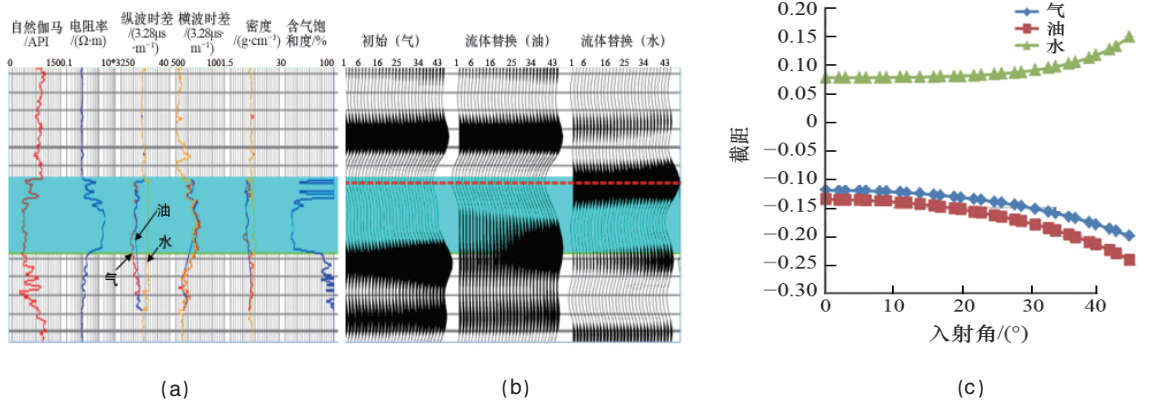 自然伽马
/API
电阻率
/(Ω·m)
纵波时差
/(3.28μs
·m⁻¹)
横波时差
/(3.28μs·
m⁻¹)
密度
/(g·cm⁻³)
含气饱
和度/%
0 150
0.1 10⁴
3250 40
500 100
1.5 3
0 100
油
水
气
(a)
初始（气） 流体替换（油） 流体替换（水）
1 6 16 25 34 43 1 6 16 25 34 43 1 6 16 25 34 43
(b)
气
油
水
截距
0.20
0.15
0.10
0.05
0
−0.05
−0.10
−0.15
−0.20
−0.25
−0.30
0 10 20 30 40
入射角/(°)
(c)